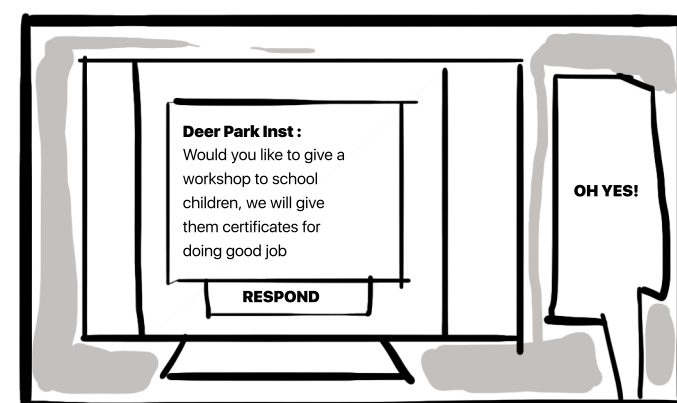 Deer Park Inst :
Would you like to give a
workshop to school
children, we will give
them certificates for
doing good job
RESPOND
OH YES!